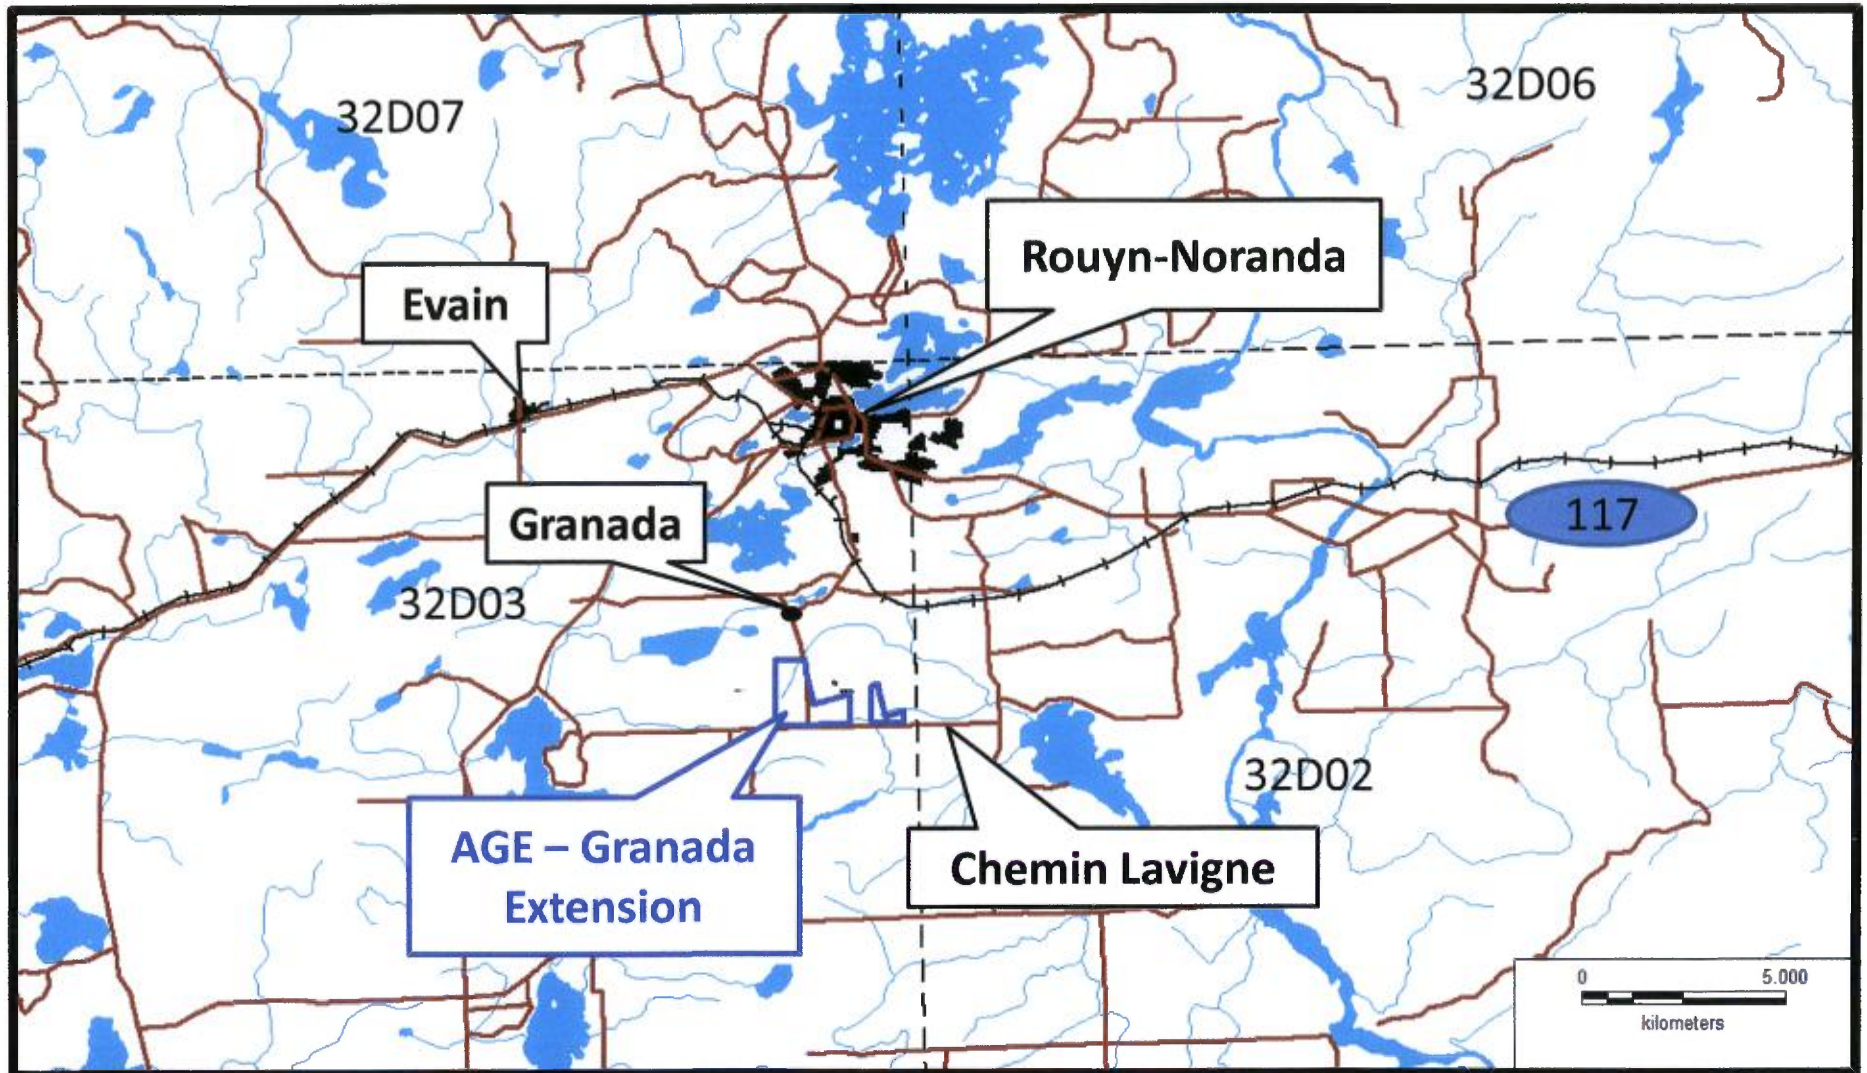 32D06
32D07
Rouyn-Noranda
Evain
117
Granada
32D03
32D02
AGE – Granada
Extension
Chemin Lavigne
0 5.000
kilometers